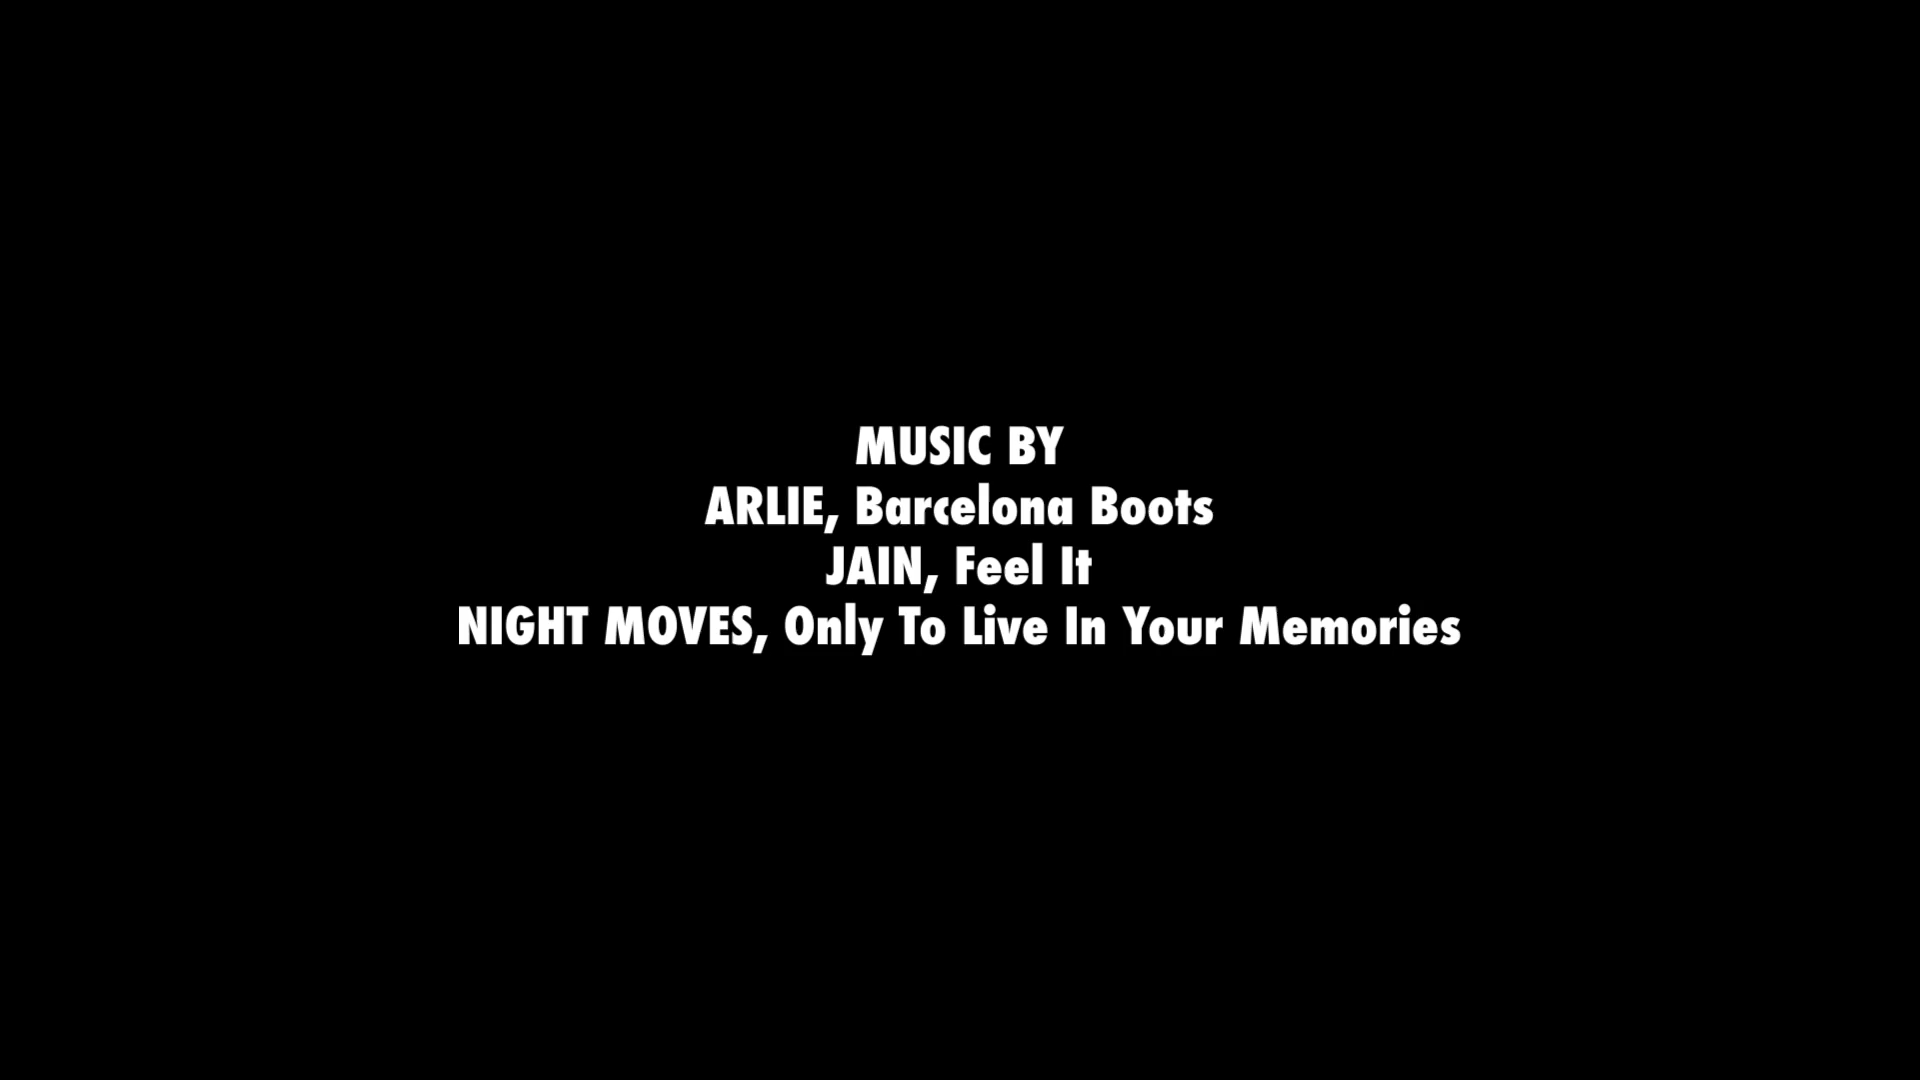 MUSIC BY
ARLIE, Barcelona Boots
JAIN, Feel It
NIGHT MOVES, Only To Live In Your Memories